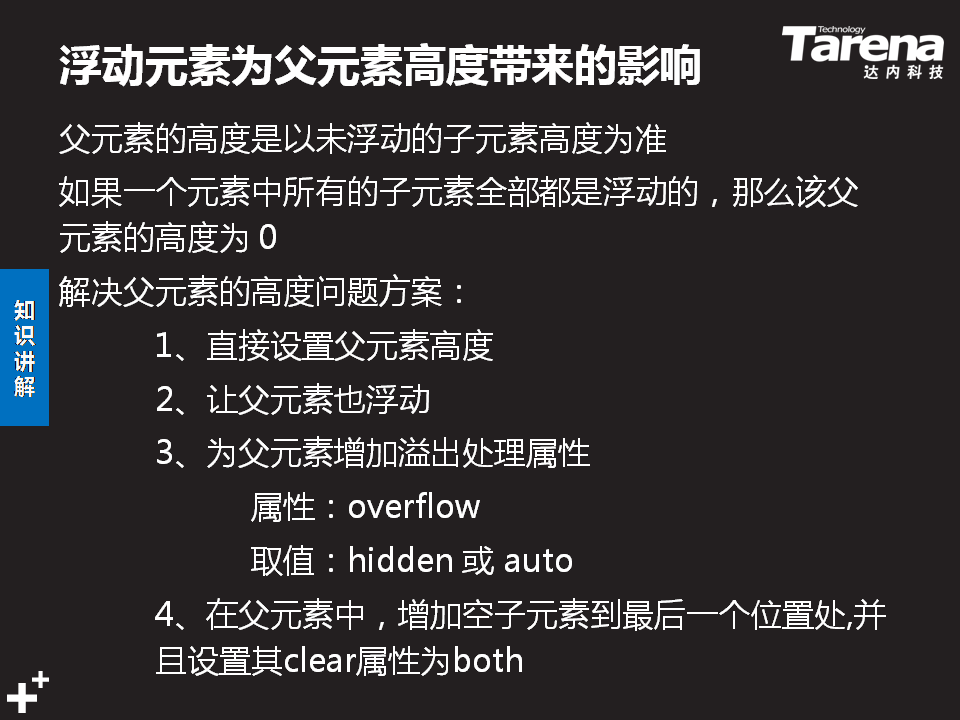 浮动元素为父元素高度带来的影响
Technology
Tarena
达内科技
父元素的高度是以未浮动的子元素高度为准
如果一个元素中所有的子元素全部都是浮动的，那么该父
元素的高度为 0
解决父元素的高度问题方案：
1、直接设置父元素高度
2、让父元素也浮动
3、为父元素增加溢出处理属性
属性：overflow
取值：hidden 或 auto
4、在父元素中，增加空子元素到最后一个位置处,并
且设置其clear属性为both
知识讲解